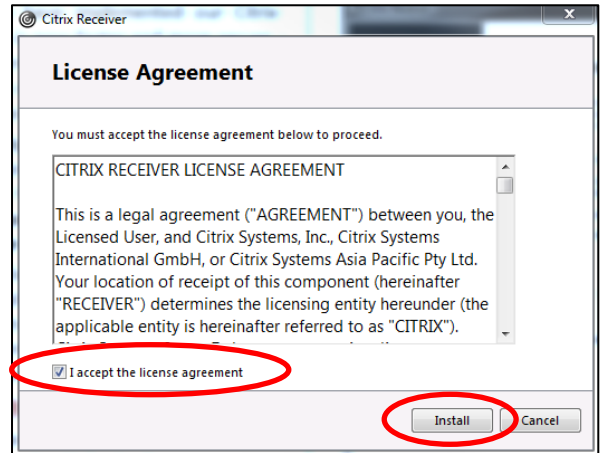 Citrix Receiver
License Agreement
You must accept the license agreement below to proceed.
CITRIX RECEIVER LICENSE AGREEMENT
This is a legal agreement ("AGREEMENT") between you, the
Licensed User, and Citrix Systems, Inc., Citrix Systems
International GmbH, or Citrix Systems Asia Pacific Pty Ltd.
Your location of receipt of this component (hereinafter
"RECEIVER") determines the licensing entity hereunder (the
applicable entity is hereinafter referred to as "CITRIX").
I accept the license agreement
Install Cancel